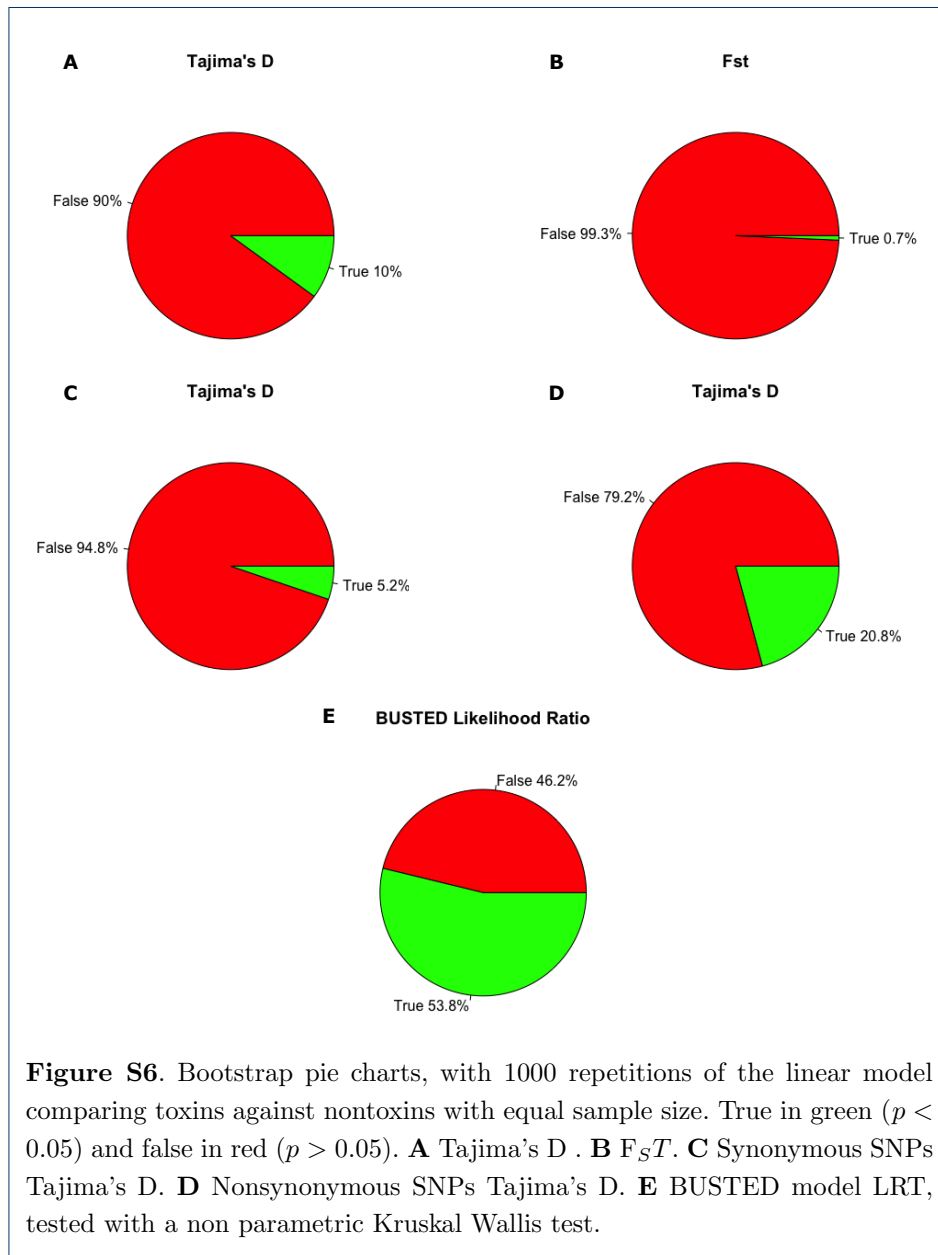 A Tajima's D
B Fst
False 90%
True 10%
False 99.3%
True 0.7%
C Tajima's D
D Tajima's D
False 94.8%
True 5.2%
False 79.2%
True 20.8%
E BUSTED Likelihood Ratio
False 46.2%
True 53.8%
Figure S6. Bootstrap pie charts, with 1000 repetitions of the linear model
comparing toxins against nontoxins with equal sample size. True in green (p <
0.05) and false in red (p > 0.05). A Tajima's D . B F_ST. C Synonymous SNPs
Tajima's D. D Nonsynonymous SNPs Tajima's D. E BUSTED model LRT,
tested with a non parametric Kruskal Wallis test.